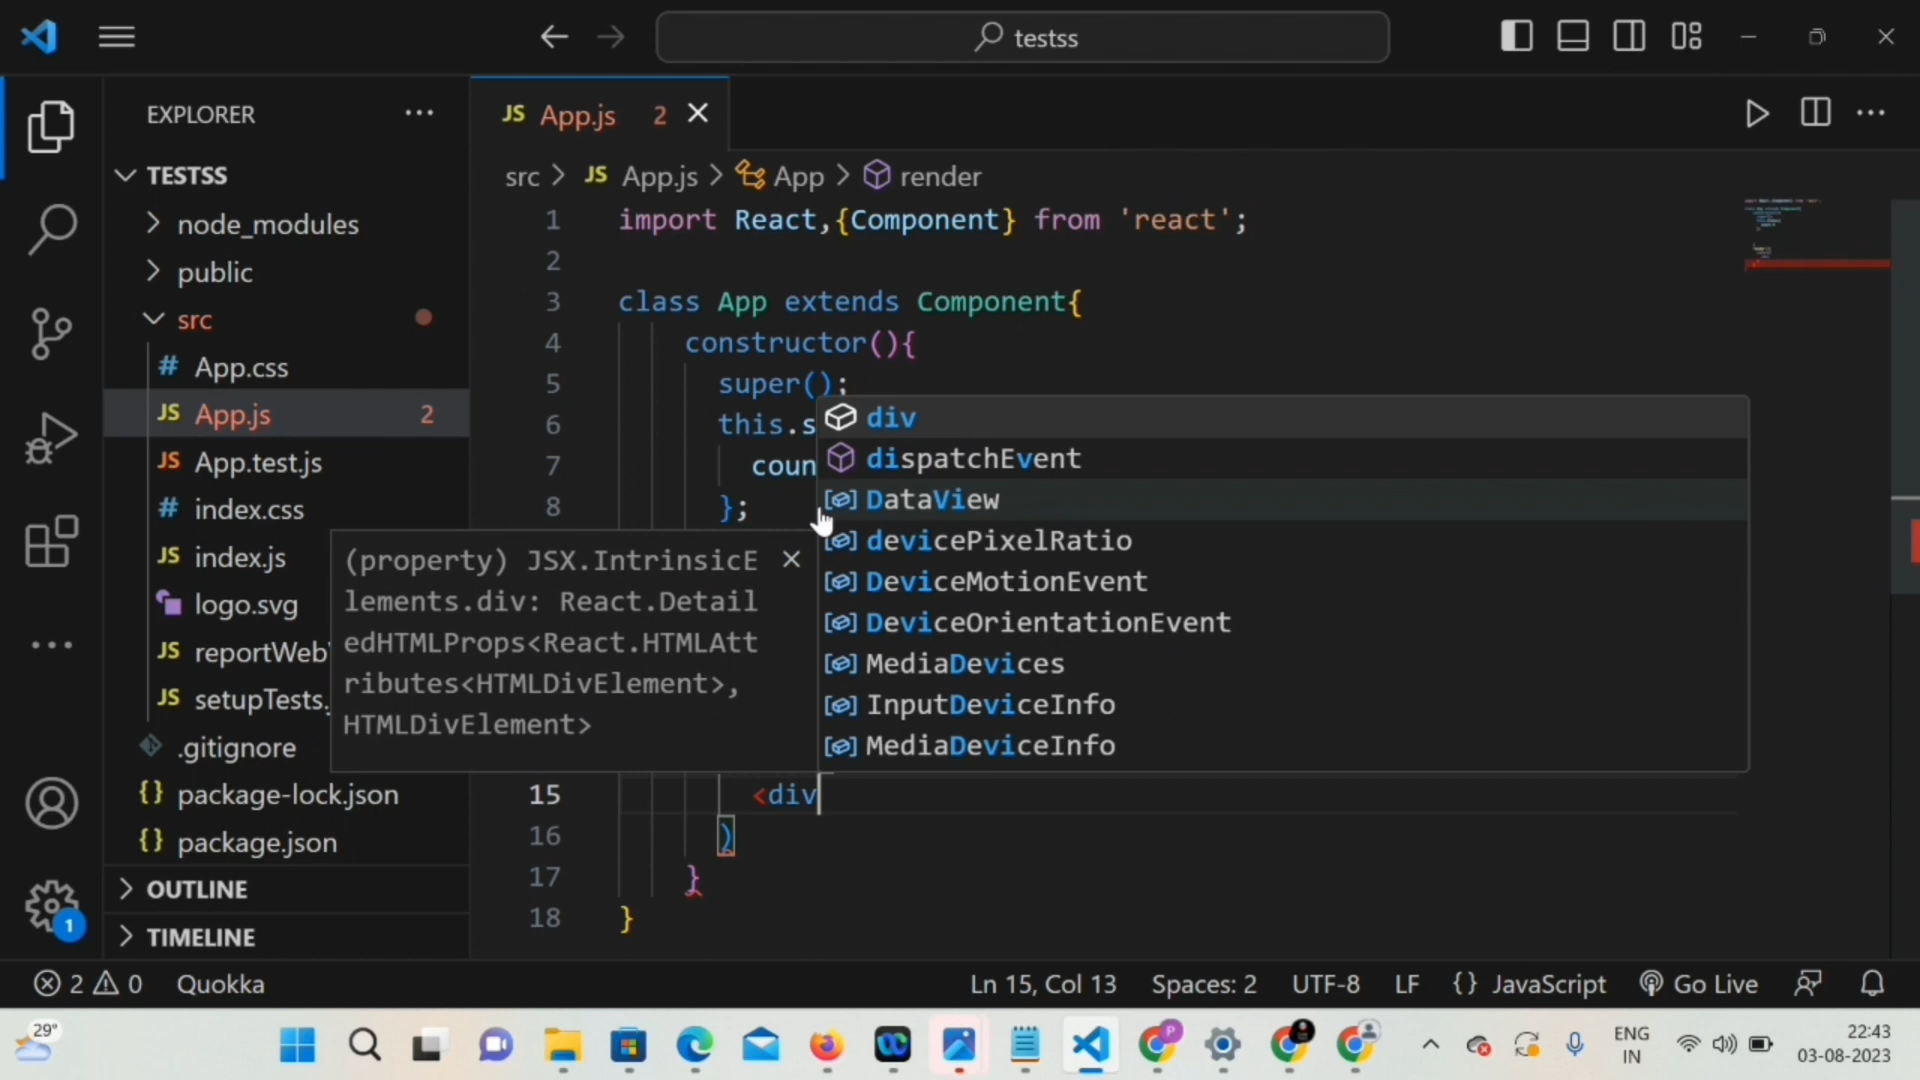 testss
EXPLORER
TESTSS
node_modules
public
src
App.css
App.js 2
App.test.js
index.css
index.js
logo.svg
reportWeb
setupTests.
.gitignore
package-lock.json
package.json
OUTLINE
TIMELINE
JS App.js 2
src > JS App.js > App > render
1 import React,{Component} from 'react';
2
3 class App extends Component{
4 constructor(){
5 super();
6 this.s
7 coun
8 };
div
dispatchEvent
DataView
devicePixelRatio
DeviceMotionEvent
DeviceOrientationEvent
MediaDevices
InputDeviceInfo
MediaDeviceInfo
(property) JSX.IntrinsicE
lements.div: React.Detail
edHTMLProps<React.HTMLAtt
ributes<HTMLDivElement>,
HTMLDivElement>
15 <div
16 )
17 }
18 }
1
2 0 Quokka Ln 15, Col 13 Spaces: 2 UTF-8 LF {} JavaScript Go Live
29°
ENG
IN
22:43
03-08-2023